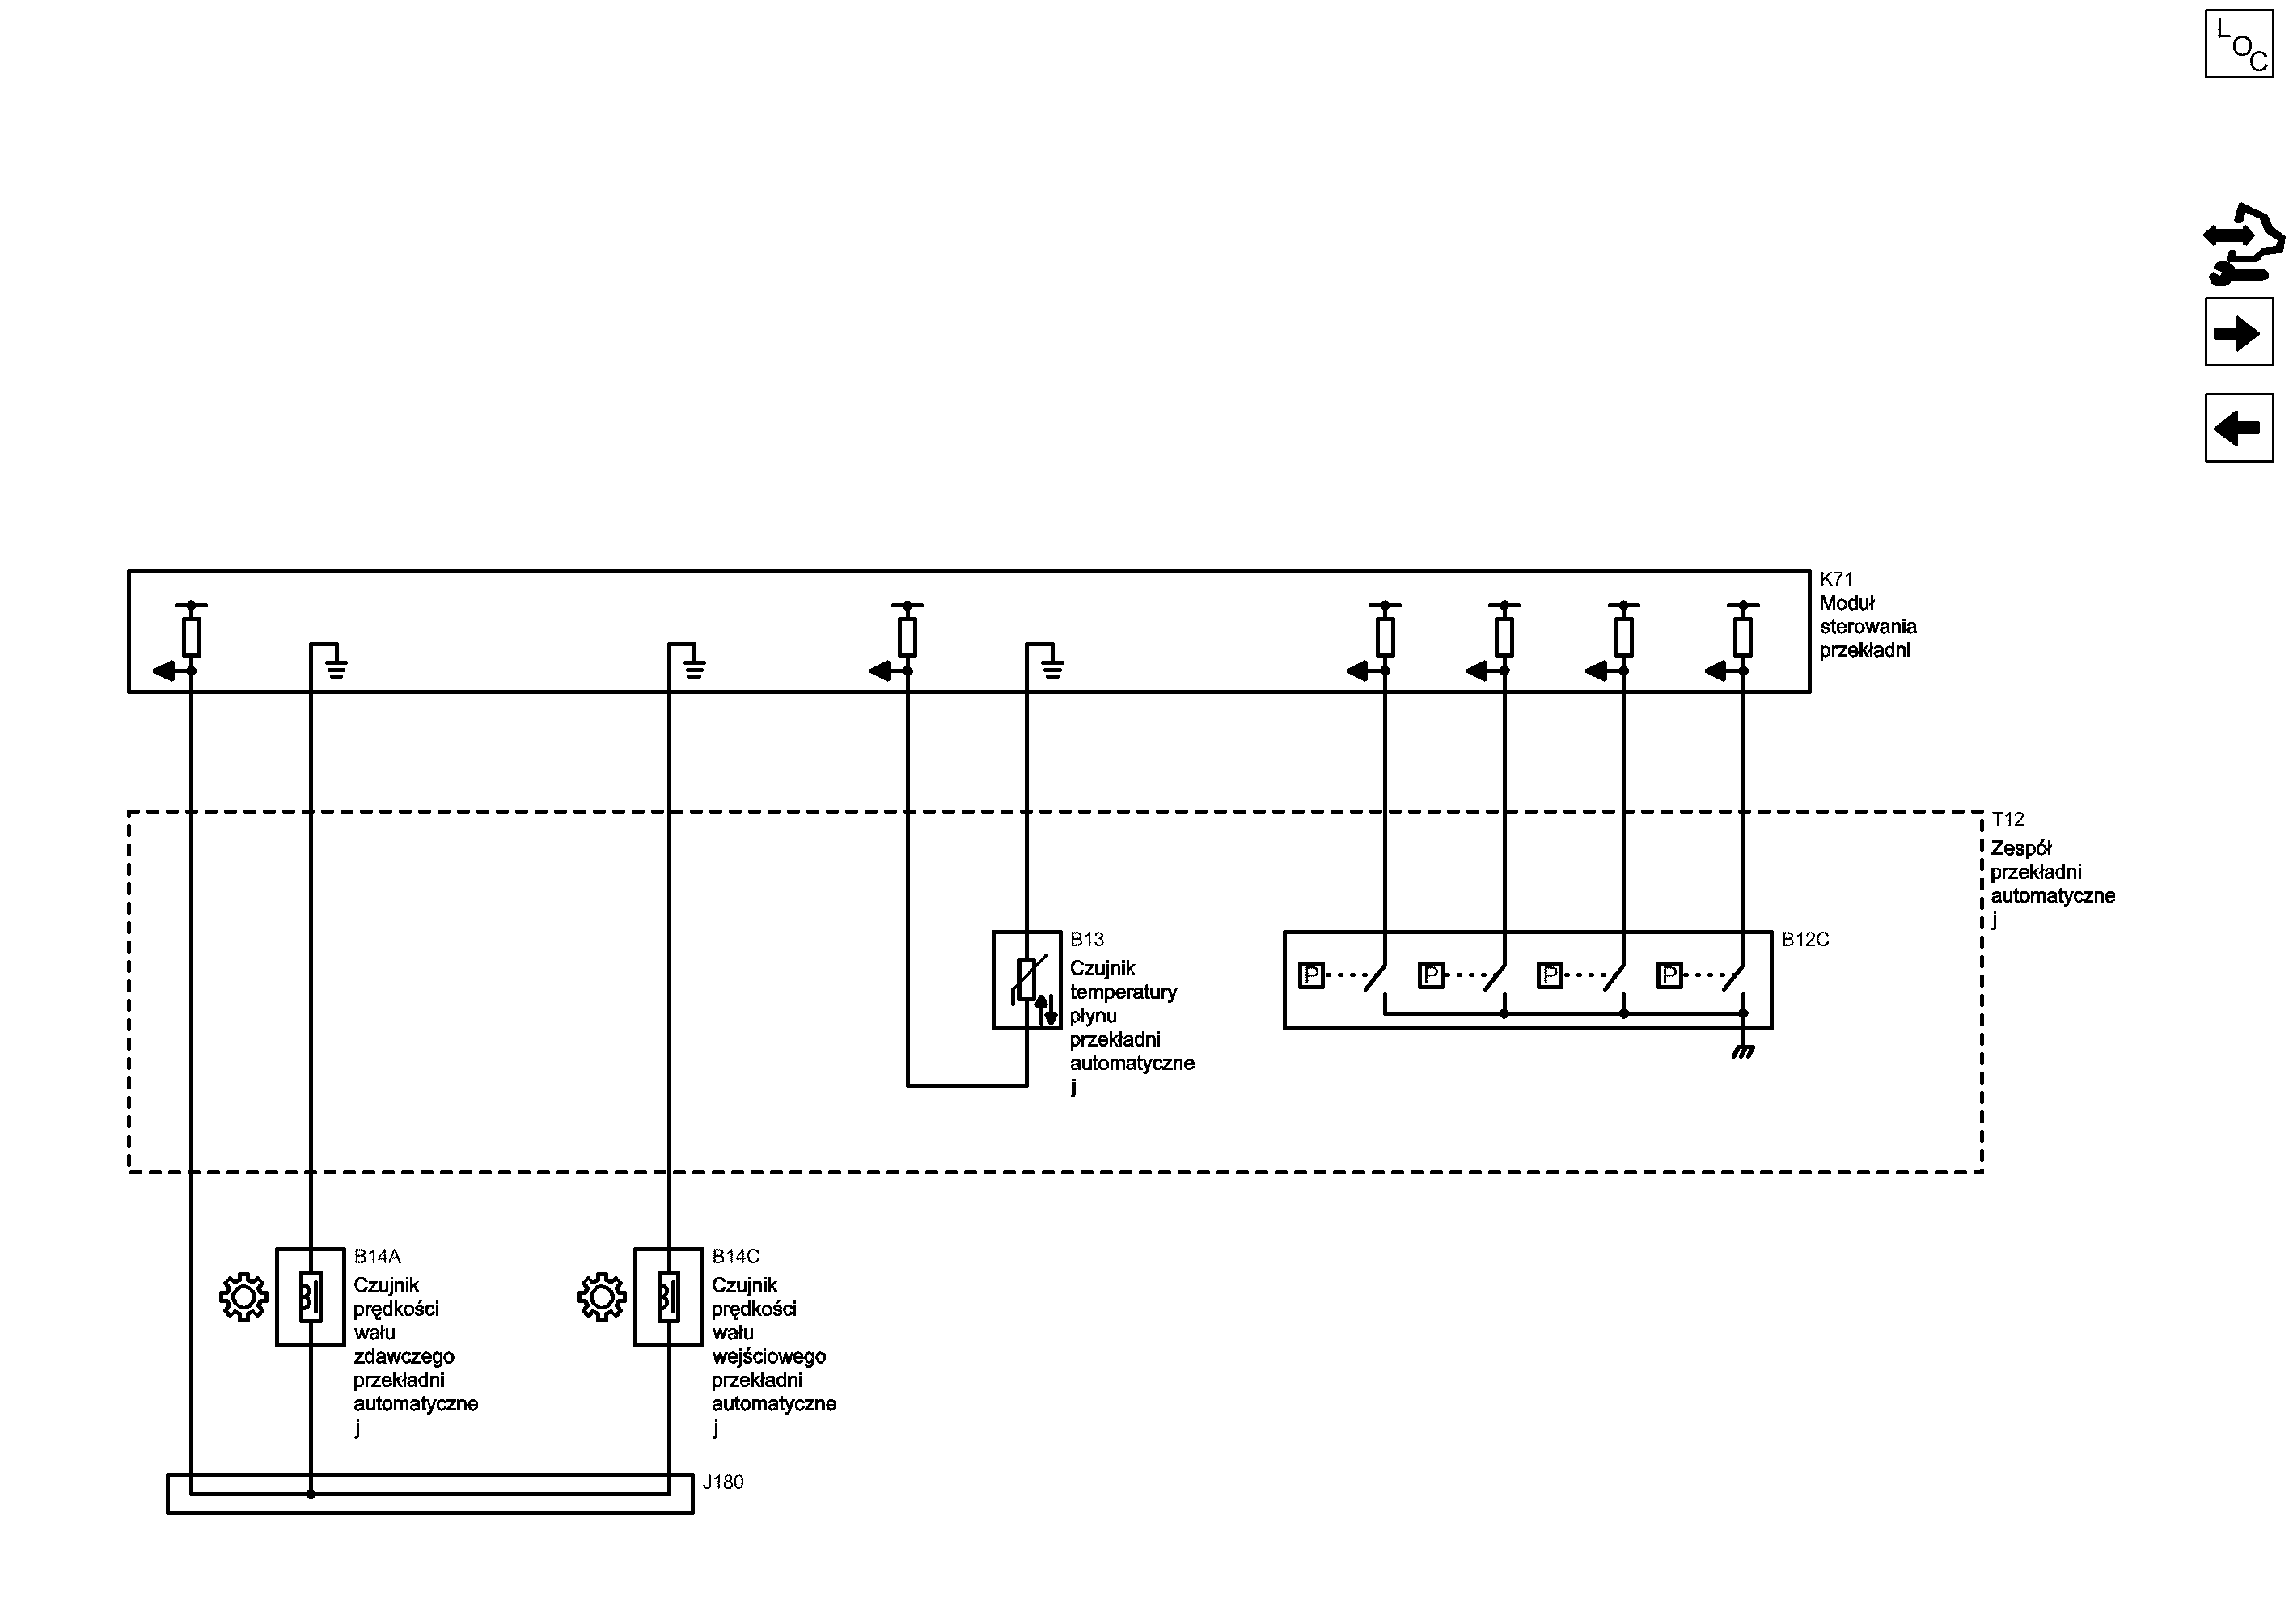 L
O
C
K71
Moduł
sterowania
przekładni
T12
Zespół
przekładni
automatyczne
j
B13
Czujnik
temperatury
płynu
przekładni
automatyczne
j
B12C
P P P P
B14A
Czujnik
prędkości
wału
zdawczego
przekładni
automatyczne
j
B14C
Czujnik
prędkości
wału
wejściowego
przekładni
automatyczne
j
J180